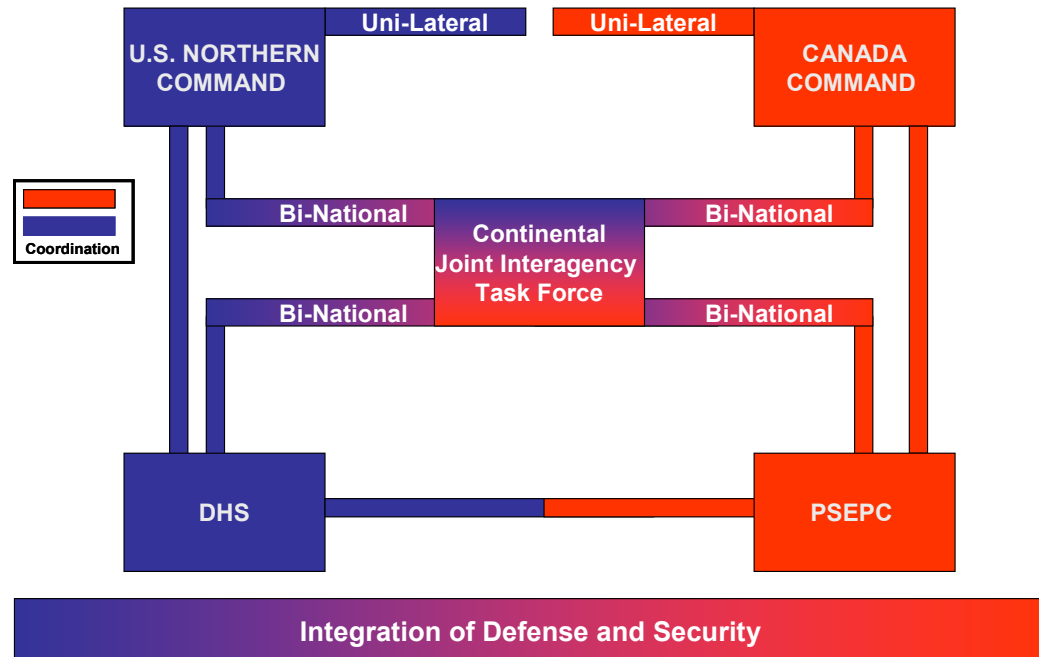 Uni-Lateral
Uni-Lateral
U.S. NORTHERN
COMMAND
CANADA
COMMAND
Coordination
Bi-National
Bi-National
Continental
Joint Interagency
Task Force
Bi-National
Bi-National
DHS
PSEPC
Integration of Defense and Security